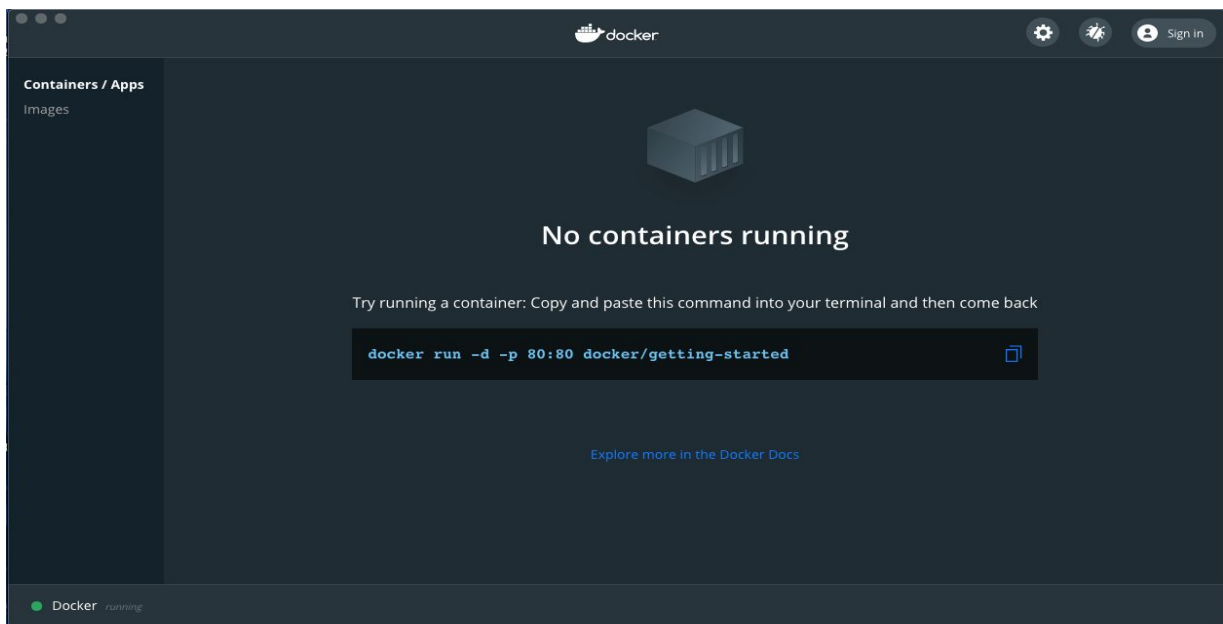 docker
Sign in
Containers / Apps
Images
No containers running
Try running a container: Copy and paste this command into your terminal and then come back
docker run -d -p 80:80 docker/getting-started
Explore more in the Docker Docs
Docker running